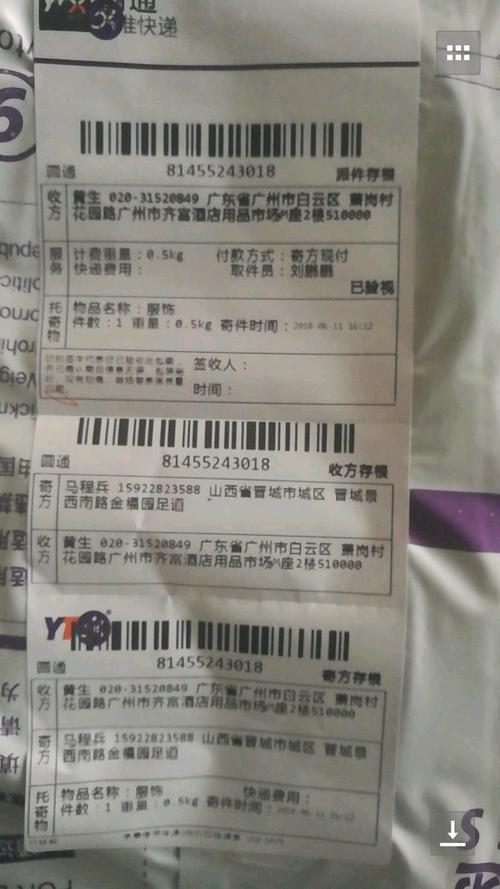 通
准快递
圆通 81455243018 派件存根
收方 黄生 020-31520849 广东省广州市白云区 萧岗村
花园路广州市齐富酒店用品市场M座2楼510000
服务 计费重量:0.5kg 付款方式:寄方现付
快递费用: 取件员:刘鹏鹏
已验视
托寄物 物品名称:服饰
件数:1 重量:0.5kg 寄件时间:2018-06-11 16:12
签收人:
时间:
圆通 81455243018 收方存根
寄方 马程兵 15922823588 山西省晋城市城区 晋城景
西南路金福园足道
收方 黄生 020-31520849 广东省广州市白云区 萧岗村
花园路广州市齐富酒店用品市场M座2楼510000
YT
圆通 81455243018 寄方存根
收方 黄生 020-31520849 广东省广州市白云区 萧岗村
花园路广州市齐富酒店用品市场M座2楼510000
寄方 马程兵 15922823588 山西省晋城市城区 晋城景
西南路金福园足道
托寄物 物品名称:服饰 快递费用:
件数:1 重量:0.5kg 寄件时间:2018-06-11 16:12